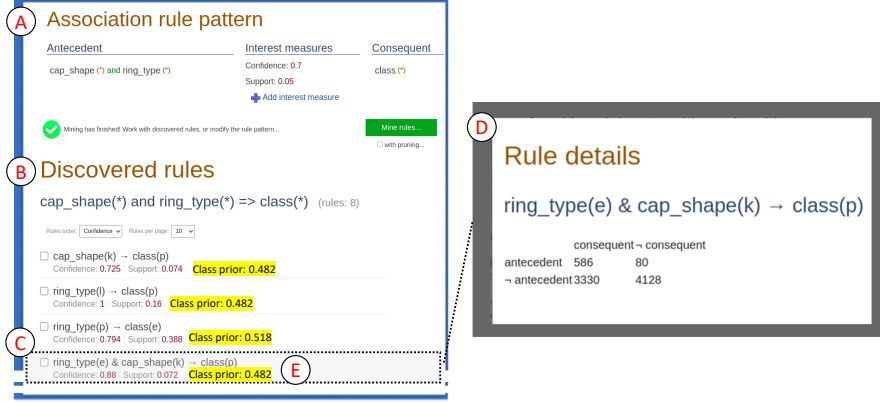 A
Association rule pattern
Antecedent Interest measures Consequent
cap_shape (*) and ring_type (*) Confidence: 0.7 class (*)
Support: 0.05
Add interest measure
Mining has finished! Work with discovered rules, or modify the rule pattern... Mine rules...
with pruning...
B
Discovered rules
cap_shape(*) and ring_type(*) => class(*) (rules: 8)
Rules order: Confidence Rules per page: 10
cap_shape(k) → class(p)
Confidence: 0.725 Support: 0.074 Class prior: 0.482
ring_type(l) → class(p)
Confidence: 1 Support: 0.16 Class prior: 0.482
ring_type(p) → class(e)
Confidence: 0.794 Support: 0.388 Class prior: 0.518
C
ring_type(e) & cap_shape(k) → class(p)
Confidence: 0.88 Support: 0.072 Class prior: 0.482
E
D
Rule details
ring_type(e) & cap_shape(k) → class(p)
consequent ¬ consequent
antecedent 586 80
¬ antecedent 3330 4128